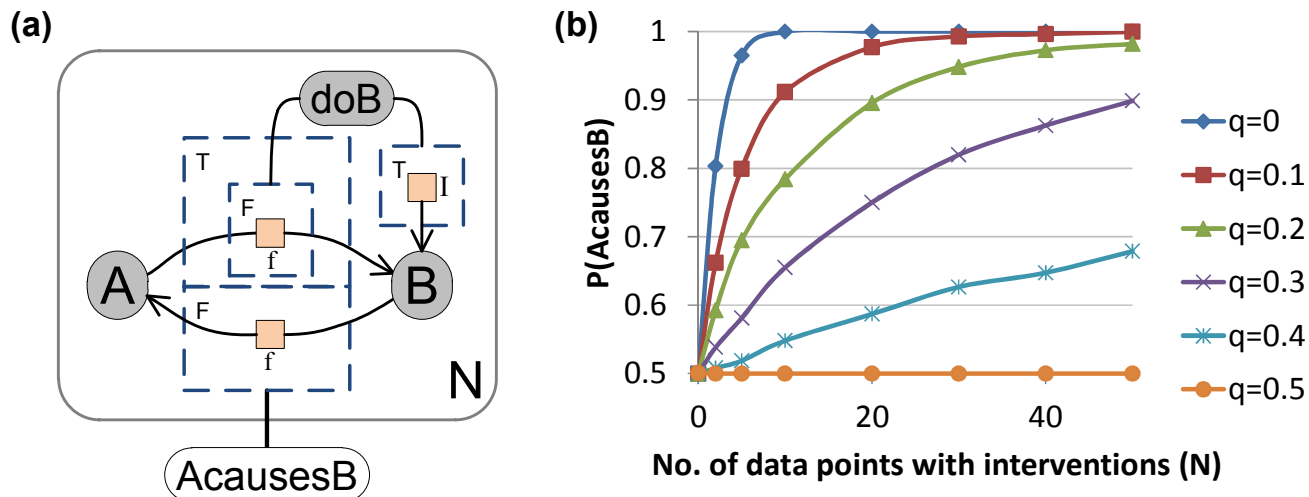 (a)
doB
T
T
I
F
f
A
B
F
f
N
AcausesB
(b)
P(AcausesB)
1
0.9
0.8
0.7
0.6
0.5
0
20
40
No. of data points with interventions (N)
q=0
q=0.1
q=0.2
q=0.3
q=0.4
q=0.5